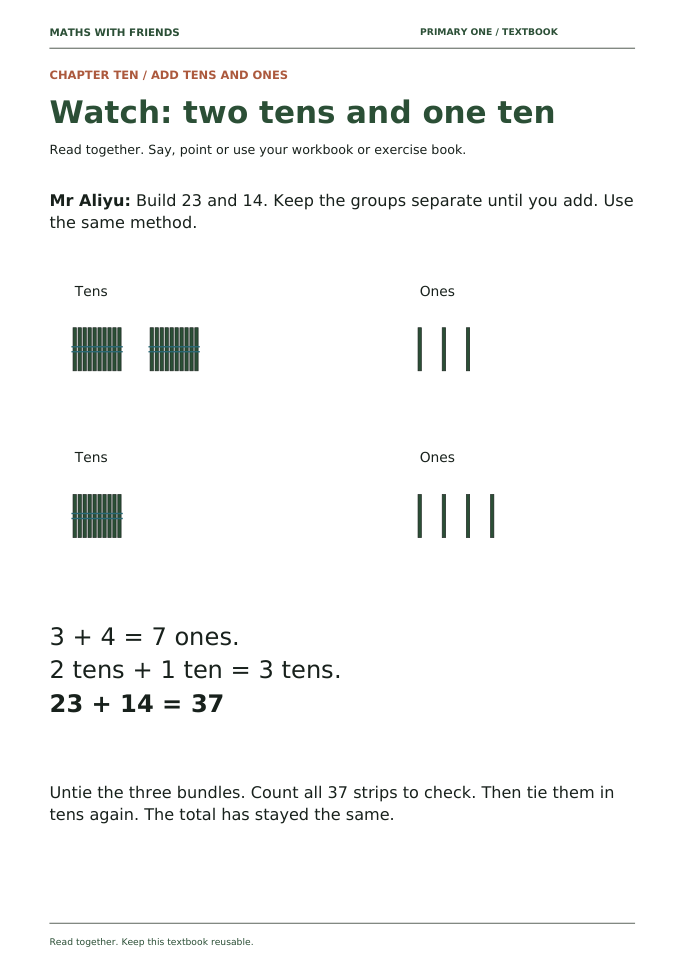 MATHS WITH FRIENDS
PRIMARY ONE / TEXTBOOK
CHAPTER TEN / ADD TENS AND ONES
Watch: two tens and one ten
Read together. Say, point or use your workbook or exercise book.
Mr Aliyu: Build 23 and 14. Keep the groups separate until you add. Use
the same method.
Tens
Ones
Tens
Ones
3 + 4 = 7 ones.
2 tens + 1 ten = 3 tens.
23 + 14 = 37
Untie the three bundles. Count all 37 strips to check. Then tie them in
tens again. The total has stayed the same.
Read together. Keep this textbook reusable.